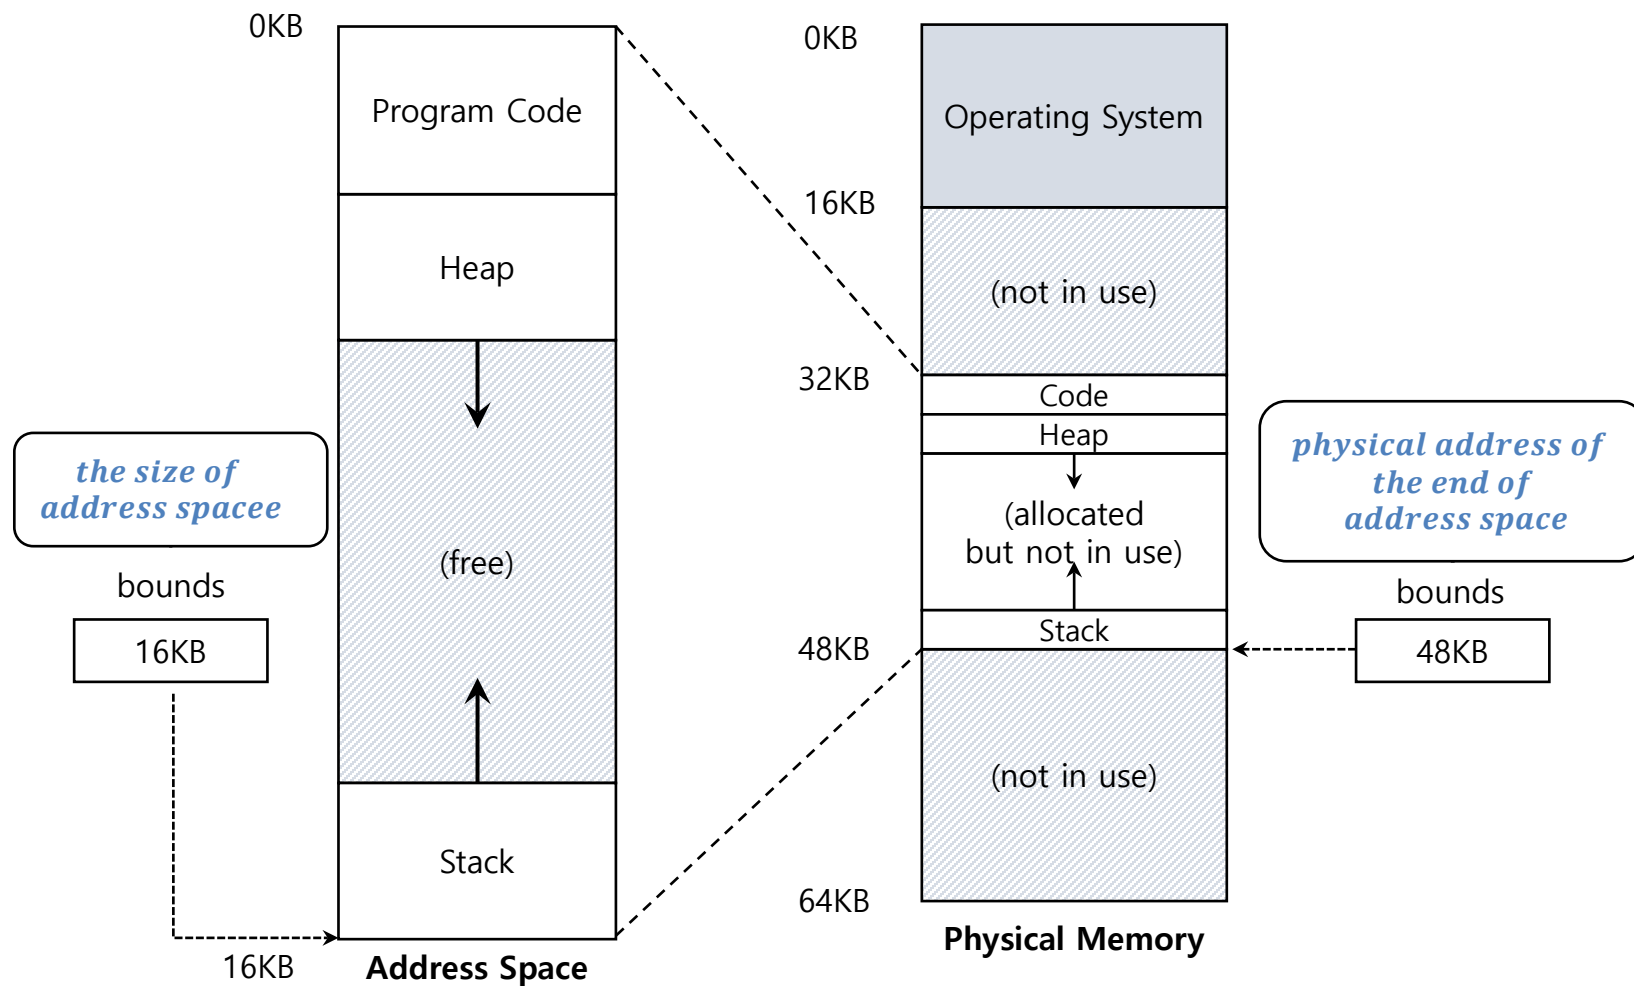 0KB
Program Code
Heap
(free)
Stack
the size of
address spacee
bounds
16KB
16KB
Address Space
0KB
Operating System
16KB
(not in use)
32KB
Code
Heap
(allocated
but not in use)
Stack
48KB
(not in use)
64KB
Physical Memory
physical address of
the end of
address space
bounds
48KB